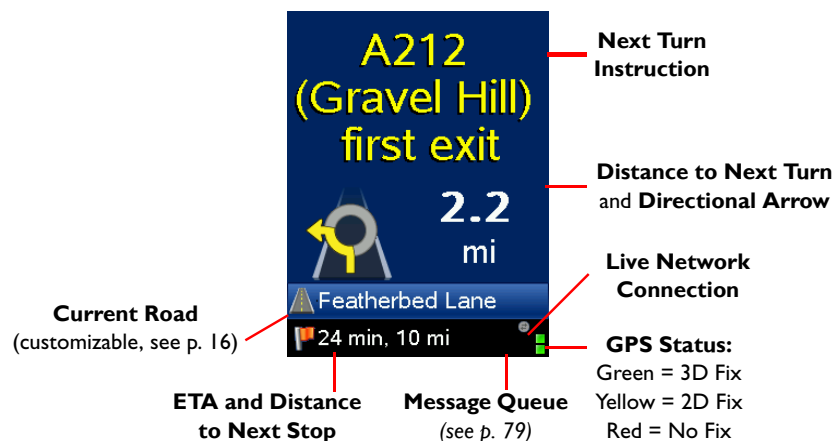 A212
(Gravel Hill)
first exit
2.2
mi
Featherbed Lane
24 min, 10 mi
Next Turn
Instruction
Distance to Next Turn
and Directional Arrow
Live Network
Connection
Current Road
(customizable, see p. 16)
GPS Status:
Green = 3D Fix
Yellow = 2D Fix
Red = No Fix
ETA and Distance
to Next Stop
Message Queue
(see p. 79)